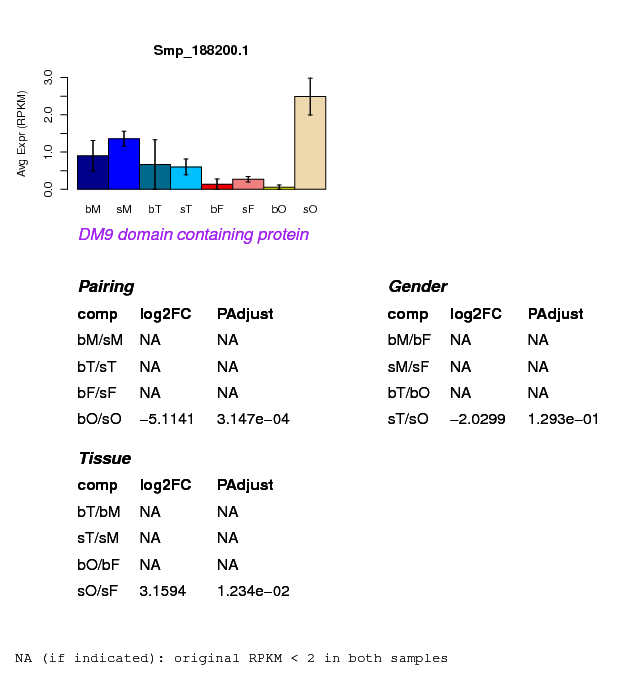 Smp_188200.1
Avg Expr (RPKM)
0.0 1.0 2.0 3.0
bM sM bT sT bF sF bO sO
DM9 domain containing protein
Pairing
comp log2FC PAdjust
bM/sM NA NA
bT/sT NA NA
bF/sF NA NA
bO/sO −5.1141 3.147e−04
Gender
comp log2FC PAdjust
bM/bF NA NA
sM/sF NA NA
bT/bO NA NA
sT/sO −2.0299 1.293e−01
Tissue
comp log2FC PAdjust
bT/bM NA NA
sT/sM NA NA
bO/bF NA NA
sO/sF 3.1594 1.234e−02
NA (if indicated): original RPKM < 2 in both samples